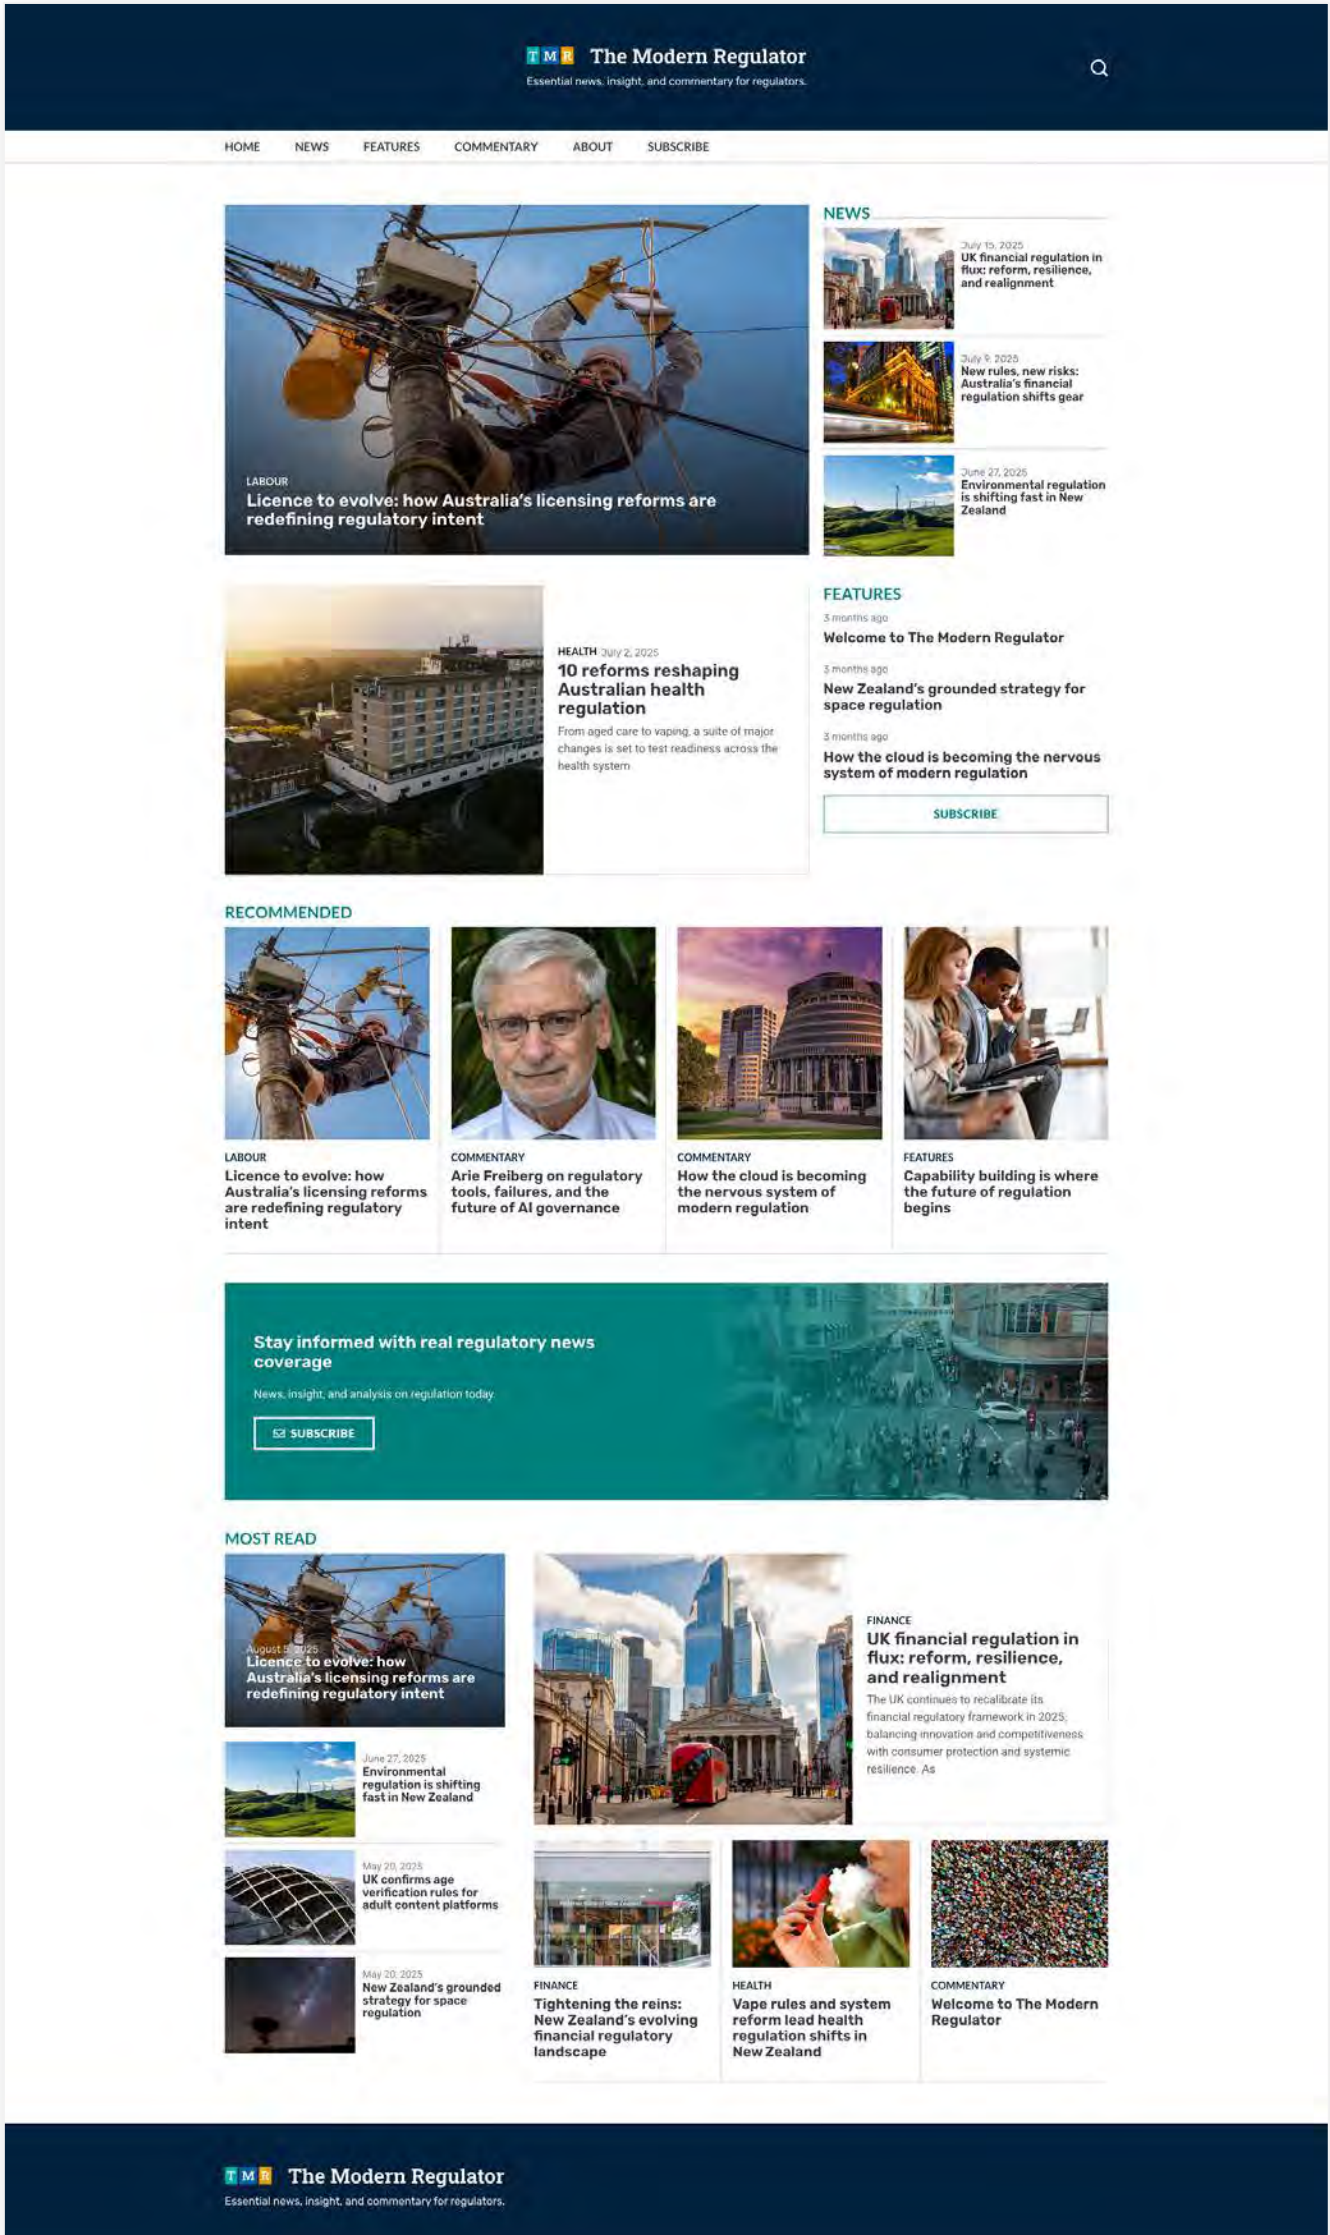 TMR The Modern Regulator
Essential news, insight, and commentary for regulators.
HOME NEWS FEATURES COMMENTARY ABOUT SUBSCRIBE
LABOUR
Licence to evolve: how Australia's licensing reforms are
redefining regulatory intent
NEWS
July 15, 2025
UK financial regulation in
flux: reform, resilience,
and realignment
July 9, 2025
New rules, new risks:
Australia's financial
regulation shifts gear
June 27, 2025
Environmental regulation
is shifting fast in New
Zealand
HEALTH July 2, 2025
10 reforms reshaping
Australian health
regulation
From aged care to vaping, a suite of major
changes is set to test readiness across the
health system
FEATURES
3 months ago
Welcome to The Modern Regulator
3 months ago
New Zealand's grounded strategy for
space regulation
3 months ago
How the cloud is becoming the nervous
system of modern regulation
SUBSCRIBE
RECOMMENDED
LABOUR
Licence to evolve: how
Australia's licensing reforms
are redefining regulatory
intent
COMMENTARY
Arie Freiberg on regulatory
tools, failures, and the
future of AI governance
COMMENTARY
How the cloud is becoming
the nervous system of
modern regulation
FEATURES
Capability building is where
the future of regulation
begins
Stay informed with real regulatory news
coverage
News, insight, and analysis on regulation today.
SUBSCRIBE
MOST READ
August 5, 2025
Licence to evolve: how
Australia's licensing reforms are
redefining regulatory intent
June 27, 2025
Environmental
regulation is shifting
fast in New Zealand
May 20, 2025
UK confirms age
verification rules for
adult content platforms
May 20, 2025
New Zealand's grounded
strategy for space
regulation
FINANCE
UK financial regulation in
flux: reform, resilience,
and realignment
The UK continues to recalibrate its
financial regulatory framework in 2025,
balancing innovation and competitiveness
with consumer protection and systemic
resilience. As
FINANCE
Tightening the reins:
New Zealand's evolving
financial regulatory
landscape
HEALTH
Vape rules and system
reform lead health
regulation shifts in
New Zealand
COMMENTARY
Welcome to The Modern
Regulator
TMR The Modern Regulator
Essential news, insight, and commentary for regulators.